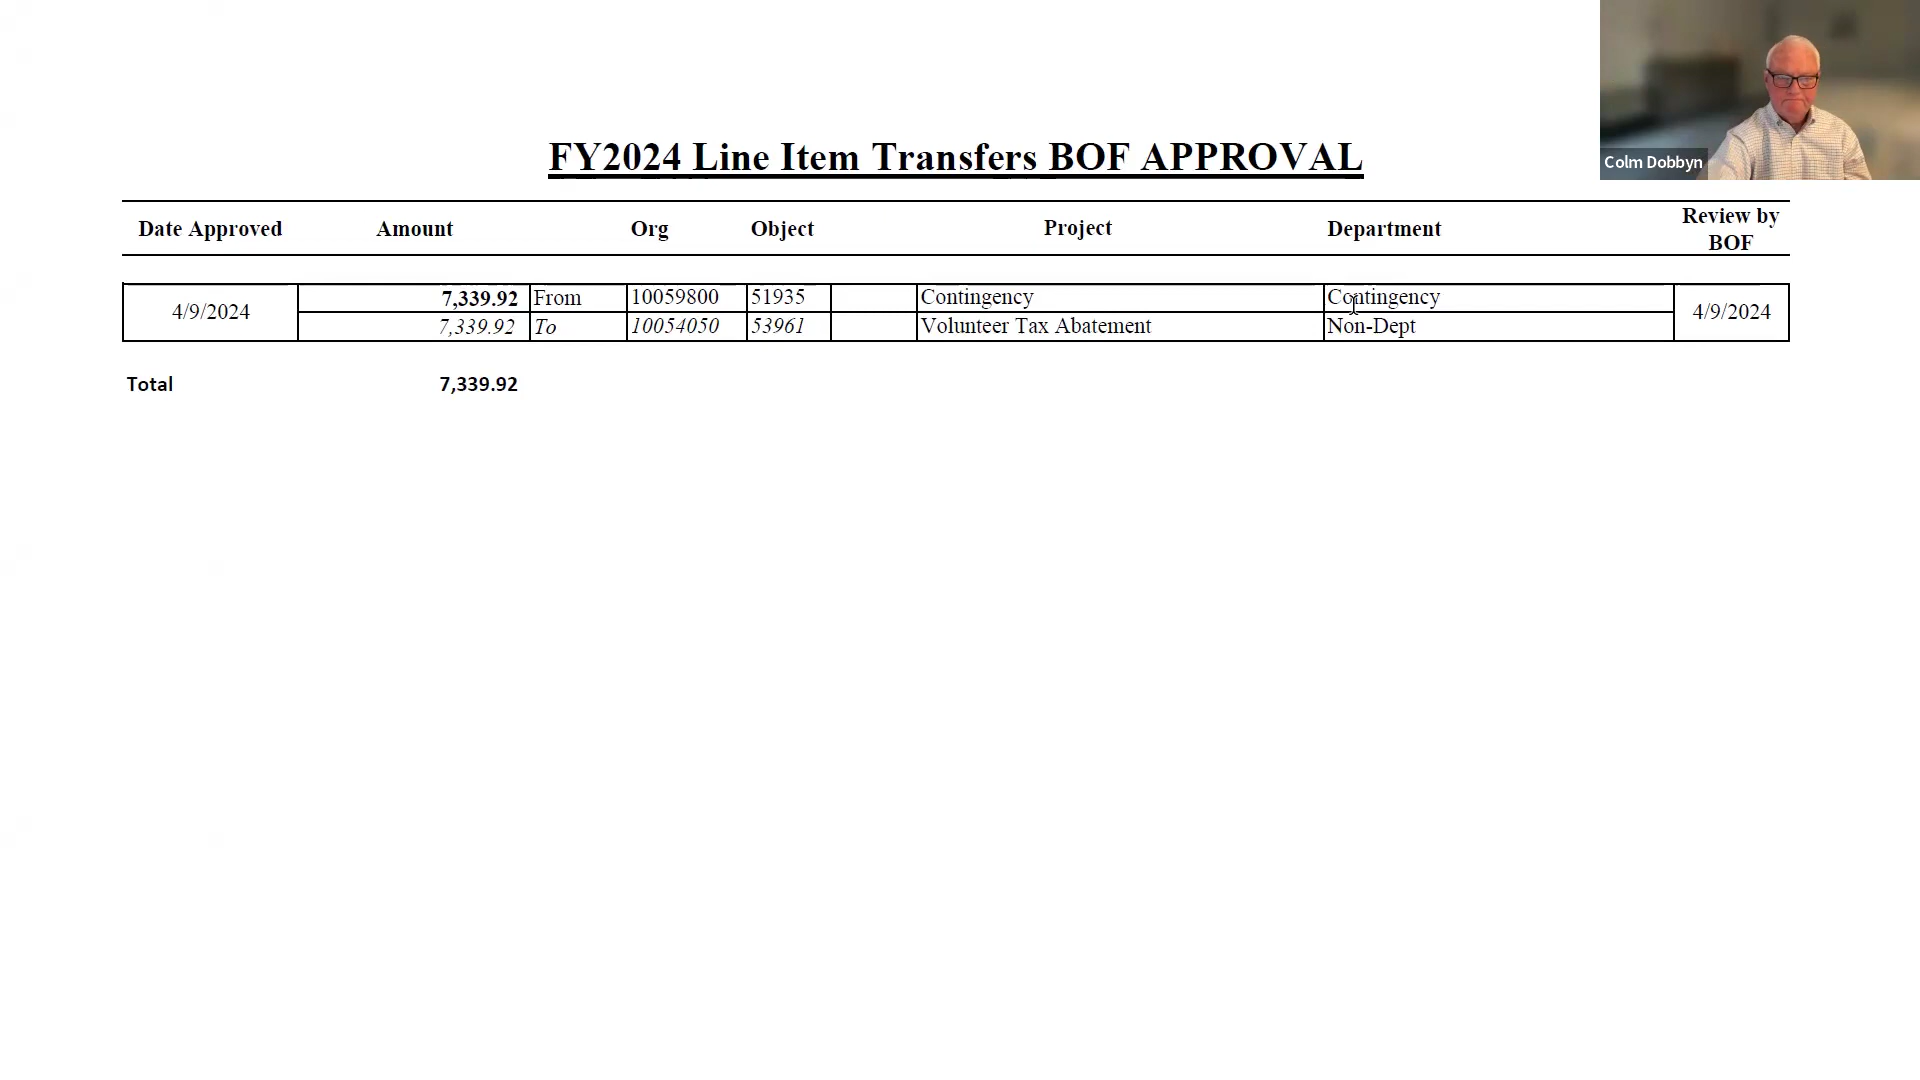 FY2024 Line Item Transfers BOF APPROVAL
Colm Dobbyn
Date Approved Amount Org Object Project Department Review by BOF
4/9/2024 7,339.92 From 10059800 51935 Contingency Contingency 4/9/2024
7,339.92 To 10054050 53961 Volunteer Tax Abatement Non-Dept
Total 7,339.92